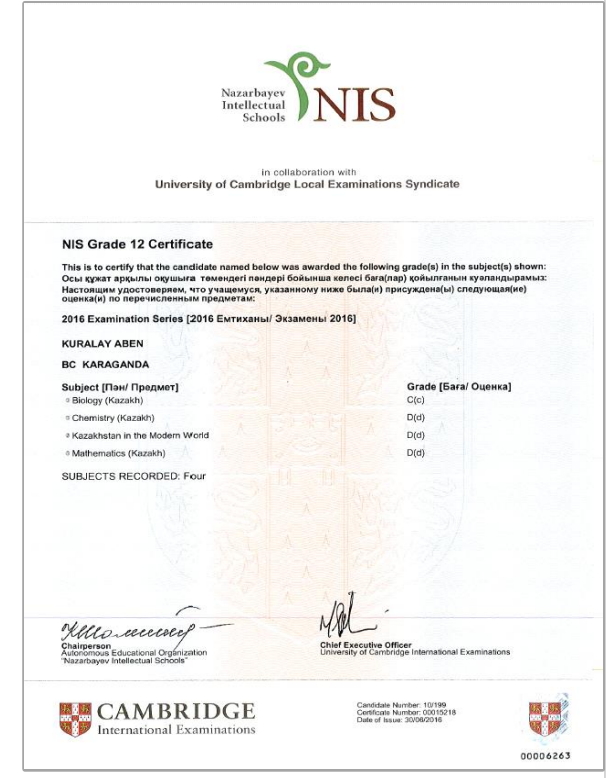 Nazarbayev
Intellectual
Schools
NIS
in collaboration with
University of Cambridge Local Examinations Syndicate
NIS Grade 12 Certificate
This is to certify that the candidate named below was awarded the following grade(s) in the subject(s) shown:
Осы құжат арқылы оқушыға төмендегі пәндері бойынша келесі баға(лар) қойылғанын куәландырамыз:
Настоящим удостоверяем, что учащемуся, указанному ниже была(и) присуждена(ы) следующая(ие)
оценка(и) по перечисленным предметам:
2016 Examination Series [2016 Емтиханы/ Экзамены 2016]
KURALAY ABEN
BC KARAGANDA
Subject [Пән/ Предмет] Grade [Баға/ Оценка]
Biology (Kazakh) C(c)
Chemistry (Kazakh) D(d)
Kazakhstan in the Modern World D(d)
Mathematics (Kazakh) D(d)
SUBJECTS RECORDED: Four
Chairperson
Autonomous Educational Organization
"Nazarbayev Intellectual Schools"
Chief Executive Officer
University of Cambridge International Examinations
CAMBRIDGE
International Examinations
Candidate Number: 10/199
Certificate Number: 00015218
Date of Issue: 30/06/2016
00006263